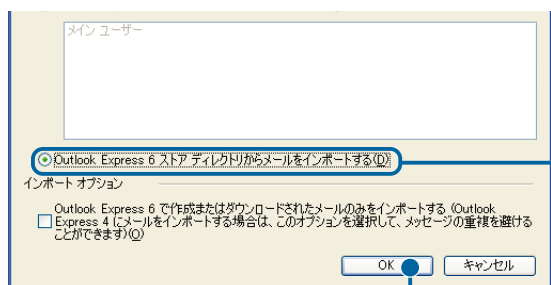 メイン ユーザー
Outlook Express 6 ストア ディレクトリからメールをインポートする(D)
インポート オプション
Outlook Express 6 で作成またはダウンロードされたメールのみをインポートする (Outlook
Express 4 にメールをインポートする場合は、このオプションを選択して、メッセージの重複を避ける
ことができます)(O)
OK
キャンセル